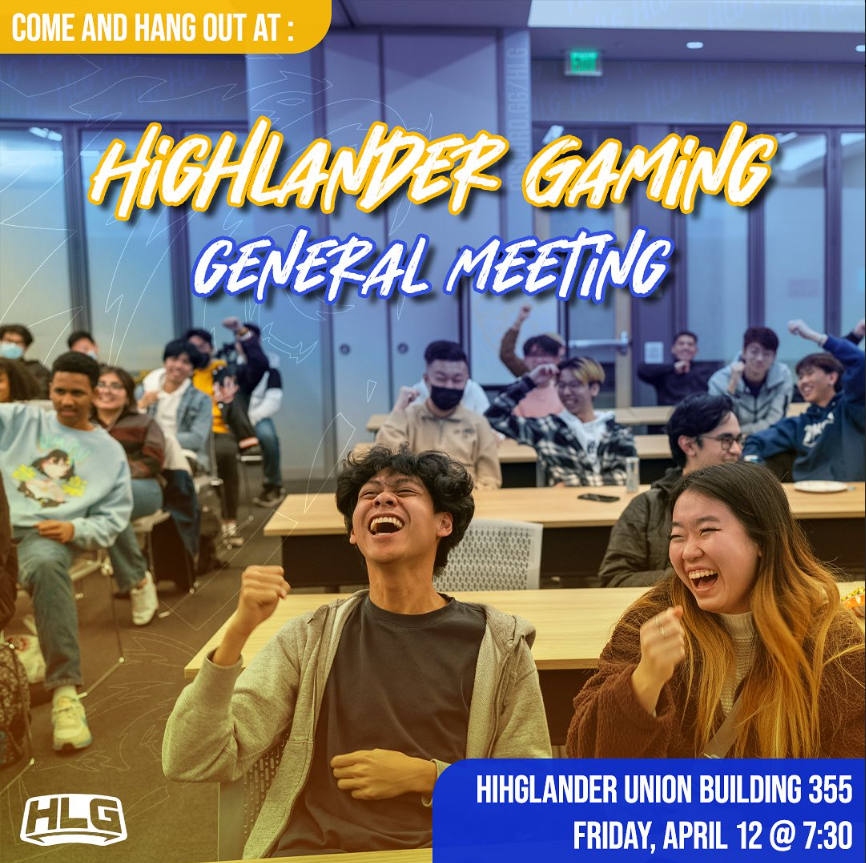 COME AND HANG OUT AT :
EXIT
HIGHLANDER GAMING
GENERAL MEETING
HLG
HIHGLANDER UNION BUILDING 355
FRIDAY, APRIL 12 @ 7:30